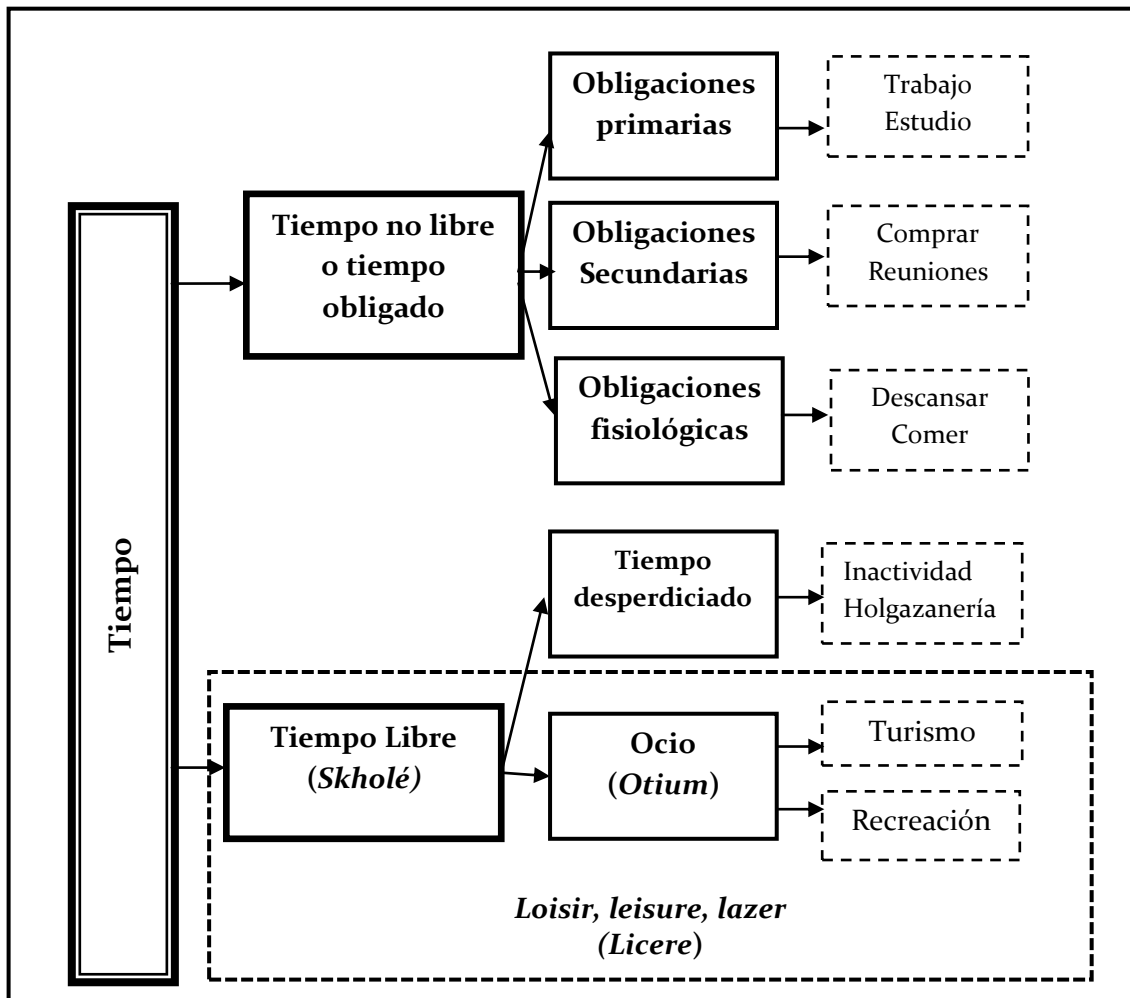 Tiempo
Tiempo no libre
o tiempo
obligado
Obligaciones
primarias
Trabajo
Estudio
Obligaciones
Secundarias
Comprar
Reuniones
Obligaciones
fisiológicas
Descansar
Comer
Tiempo Libre
(Skholé)
Tiempo
desperdiciado
Inactividad
Holgazanería
Ocio
(Otium)
Turismo
Recreación
Loisir, leisure, lazer
(Licere)